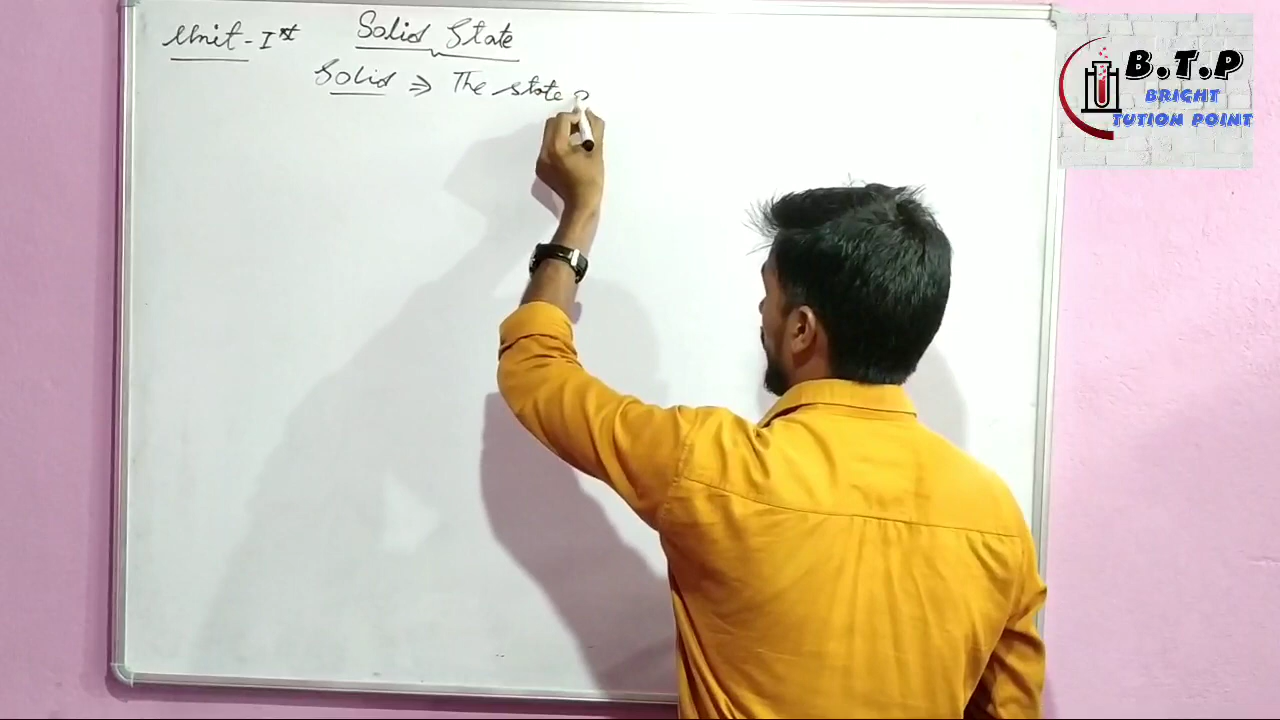 Unit - Ist Solid State
Solid ⇒ The state o
B.T.P
BRIGHT
TUTION POINT